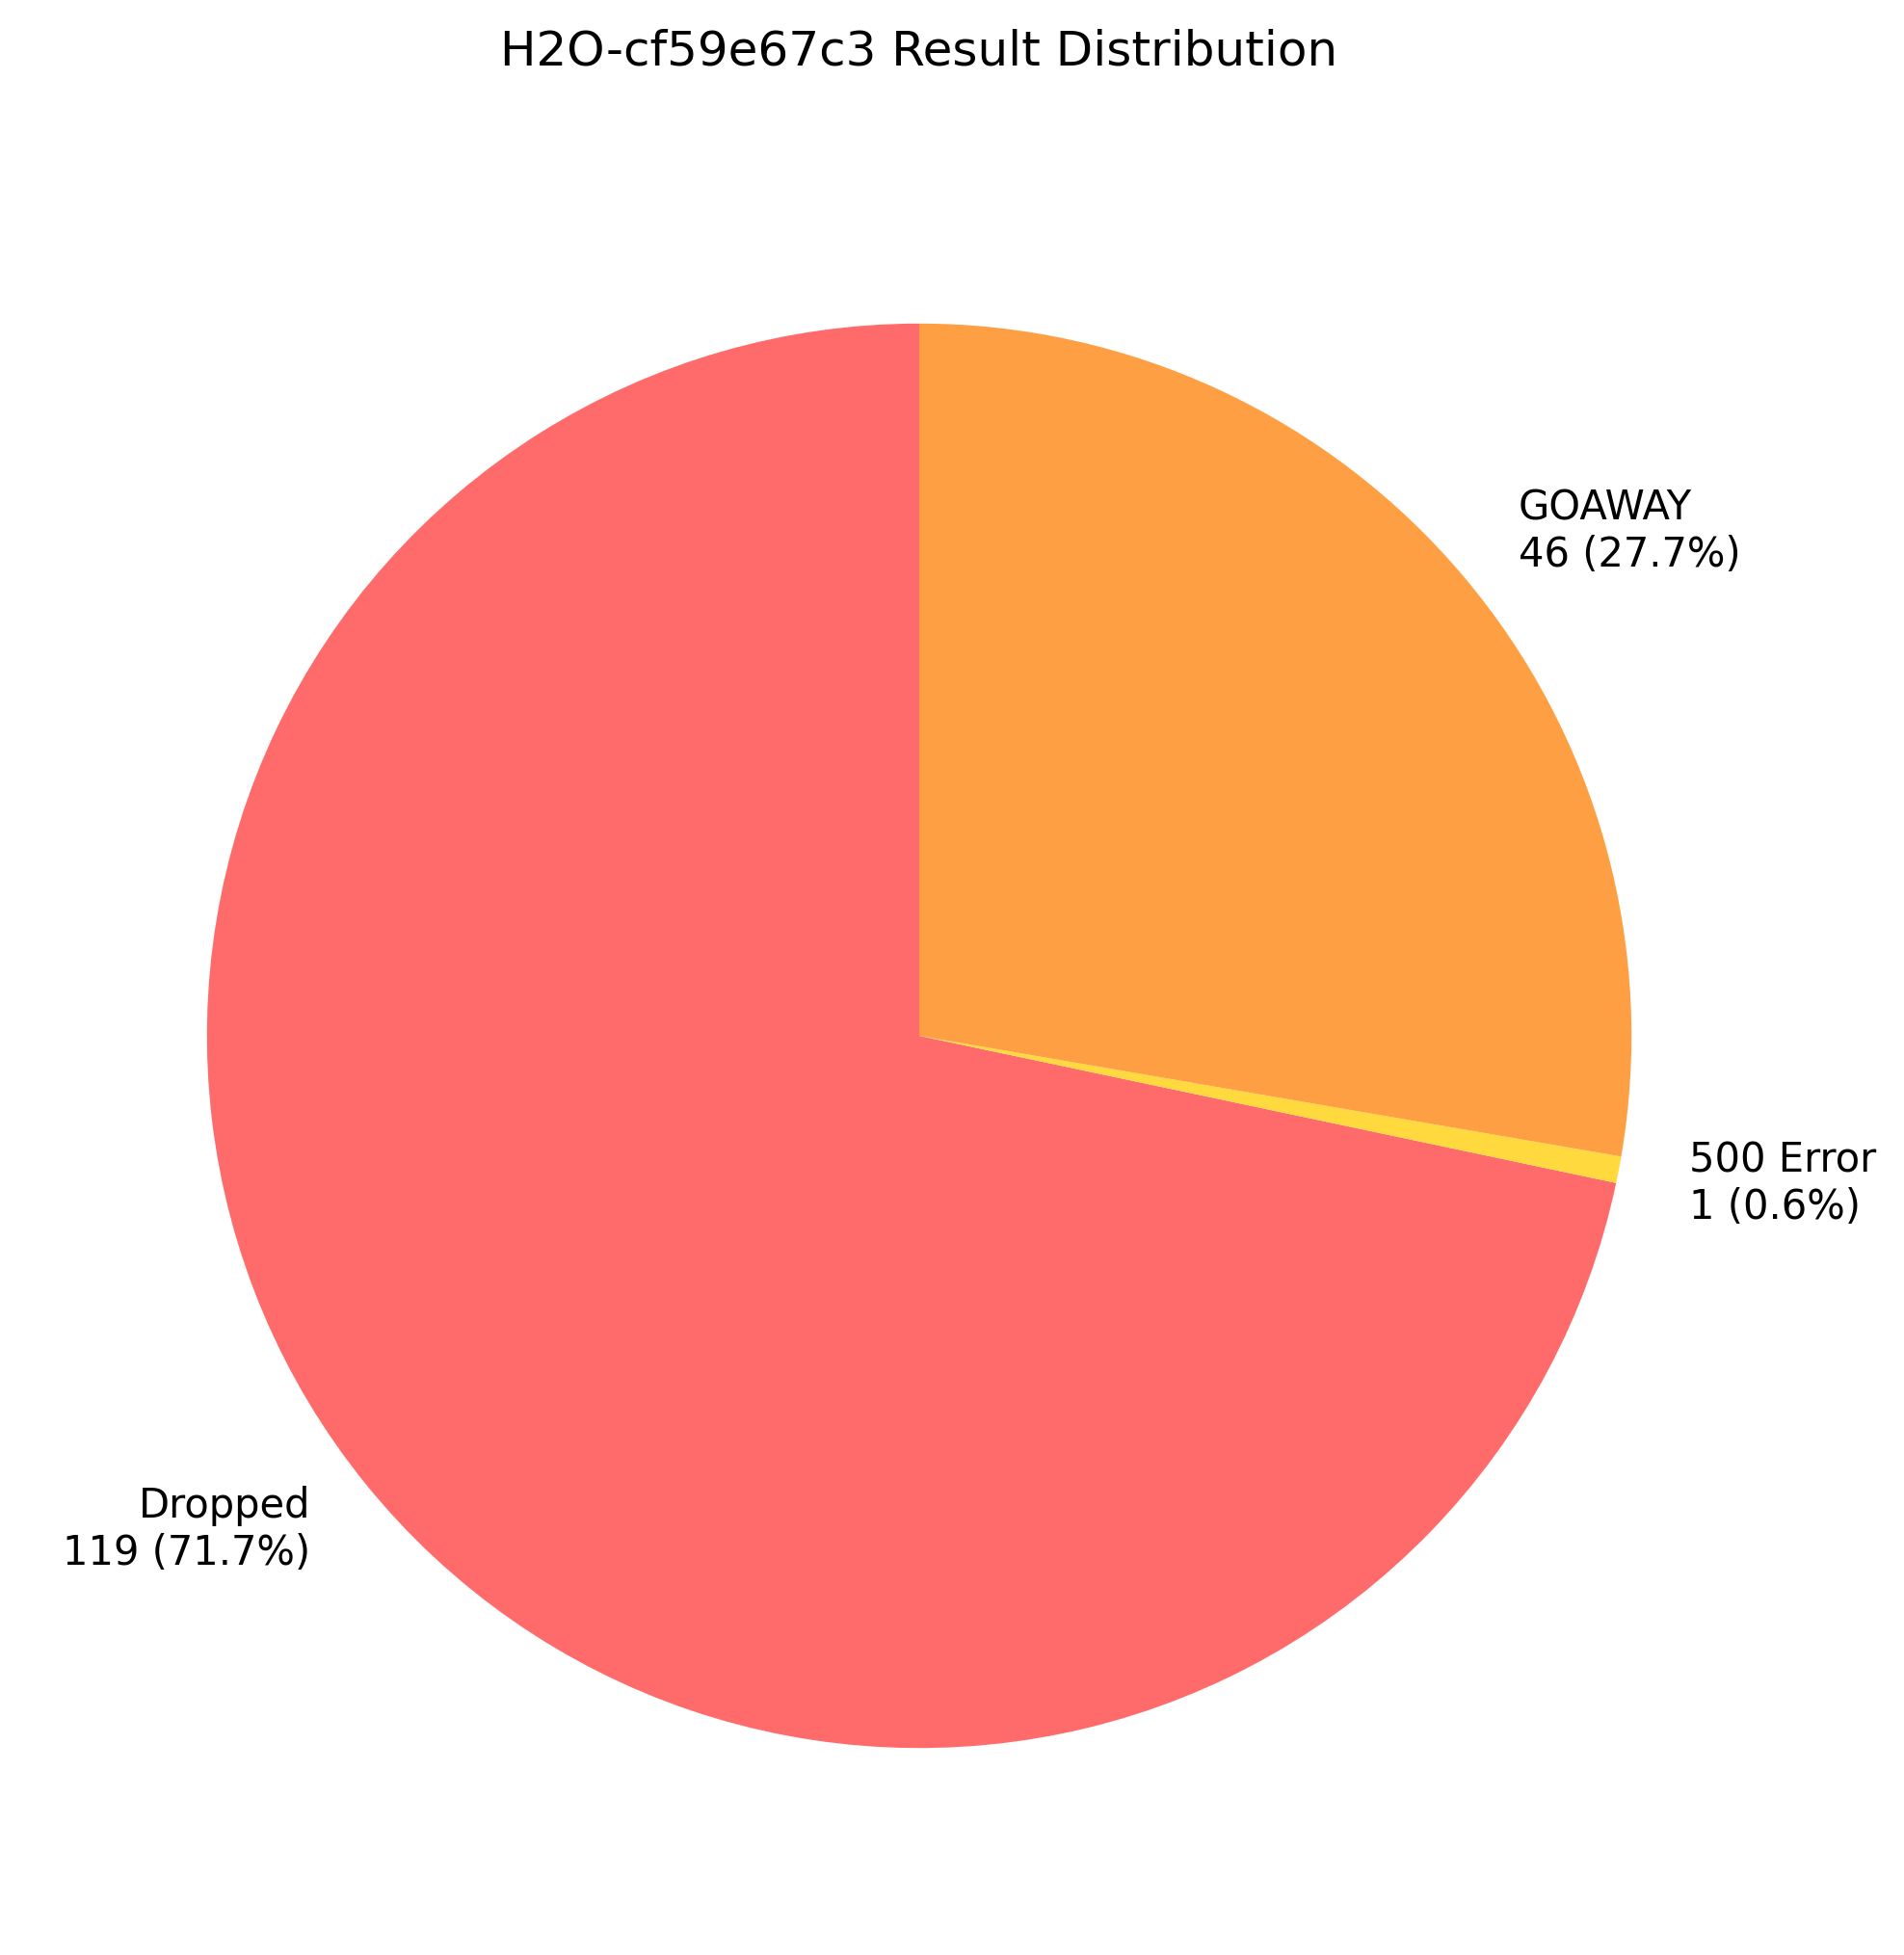 H2O-cf59e67c3 Result Distribution
GOAWAY
46 (27.7%)
500 Error
1 (0.6%)
Dropped
119 (71.7%)